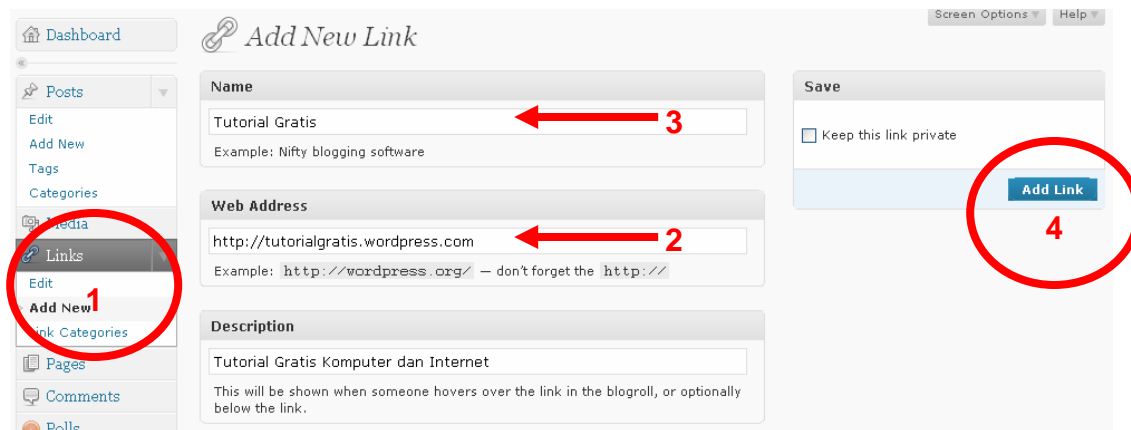 Screen Options Help
Dashboard
Add New Link
Posts
Edit
Add New
Tags
Categories
Media
Links
Edit
Add New
1
Link Categories
Pages
Comments
Polls
Name
Tutorial Gratis
3
Example: Nifty blogging software
Web Address
http://tutorialgratis.wordpress.com
2
Example: http://wordpress.org/ — don't forget the http://
Description
Tutorial Gratis Komputer dan Internet
This will be shown when someone hovers over the link in the blogroll, or optionally
below the link.
Save
Keep this link private
Add Link
4